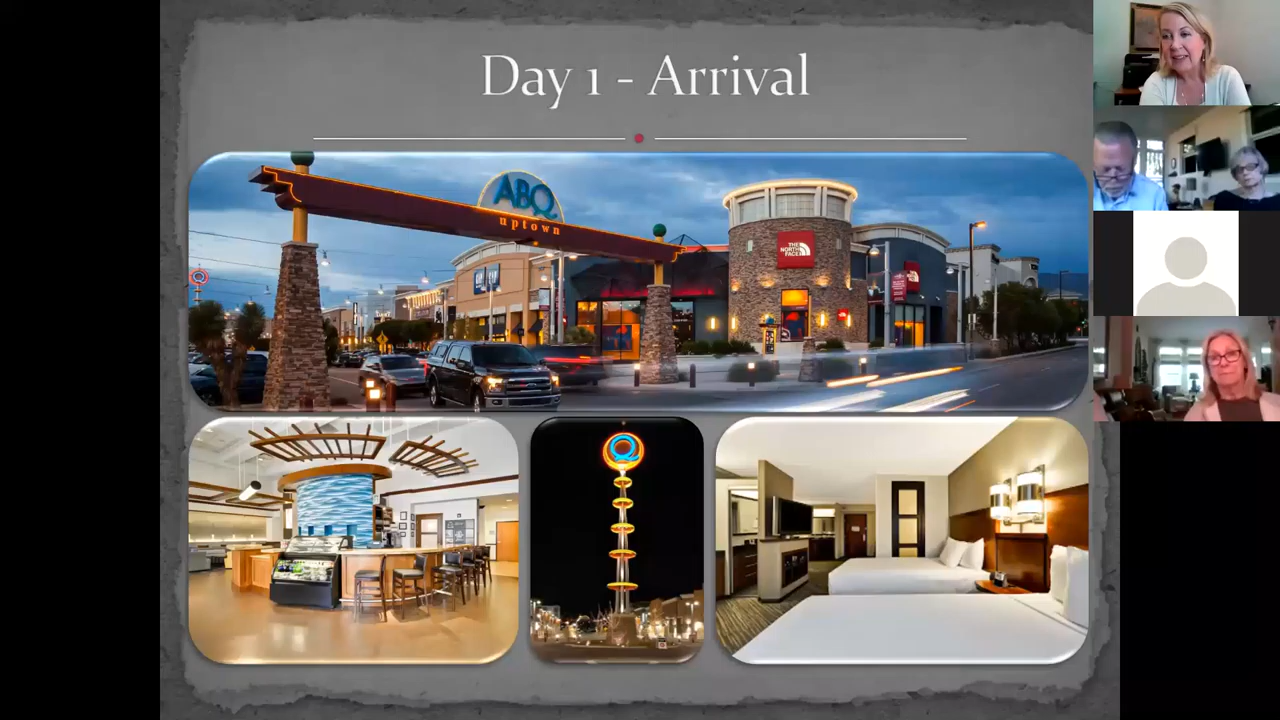 Day 1 - Arrival
ABQ
uptown
THE
NORTH
FACE